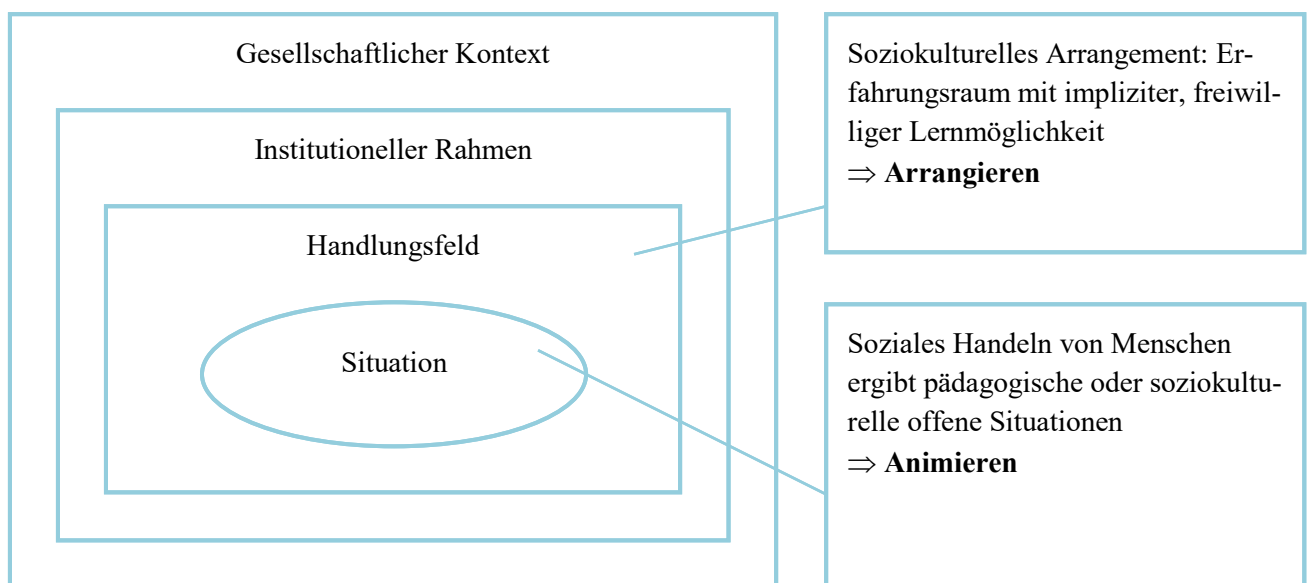 Gesellschaftlicher Kontext
Institutioneller Rahmen
Handlungsfeld
Situation
Soziokulturelles Arrangement: Er-
fahrungsraum mit impliziter, freiwil-
liger Lernmöglichkeit
⇒ Arrangieren
Soziales Handeln von Menschen
ergibt pädagogische oder soziokultu-
relle offene Situationen
⇒ Animieren